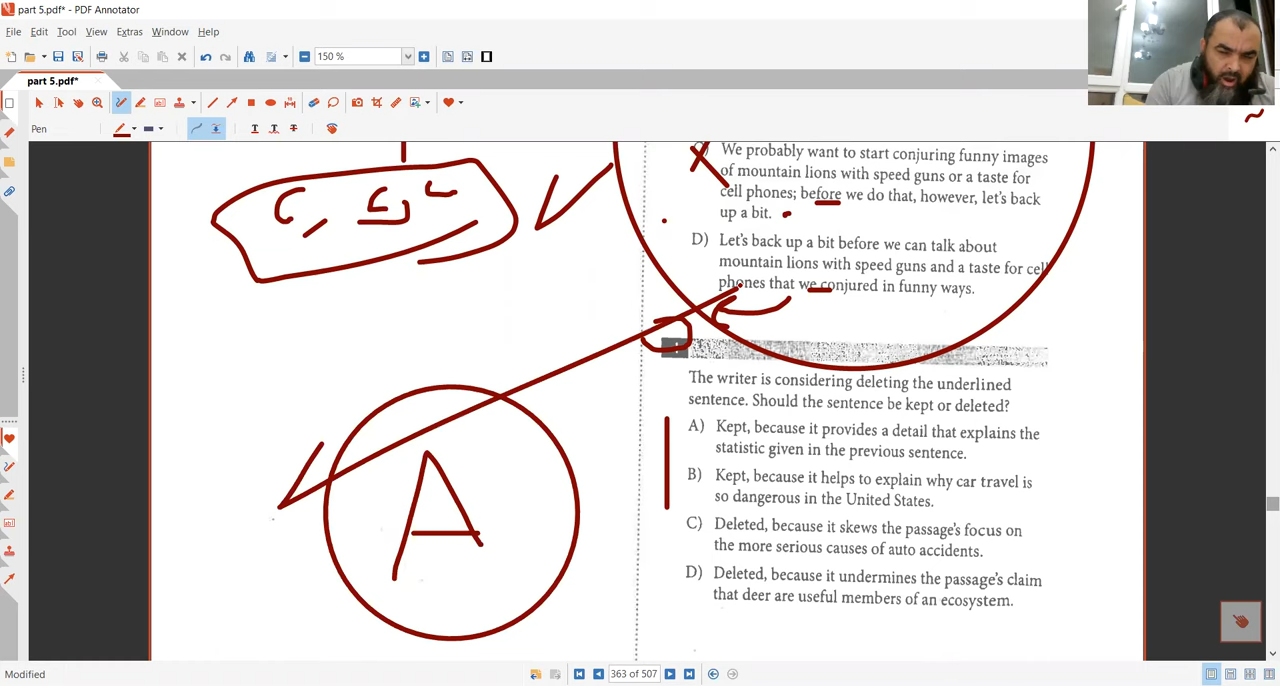 part 5.pdf* - PDF Annotator
File Edit Tool View Extras Window Help
150 %
part 5.pdf*
Pen
We probably want to start conjuring funny images
of mountain lions with speed guns or a taste for
cell phones; before we do that, however, let's back
up a bit.
D) Let's back up a bit before we can talk about
mountain lions with speed guns and a taste for cell
phones that we conjured in funny ways.
The writer is considering deleting the underlined
sentence. Should the sentence be kept or deleted?
A) Kept, because it provides a detail that explains the
statistic given in the previous sentence.
B) Kept, because it helps to explain why car travel is
so dangerous in the United States.
C) Deleted, because it skews the passage's focus on
the more serious causes of auto accidents.
D) Deleted, because it undermines the passage's claim
that deer are useful members of an ecosystem.
A
Modified
363 of 507